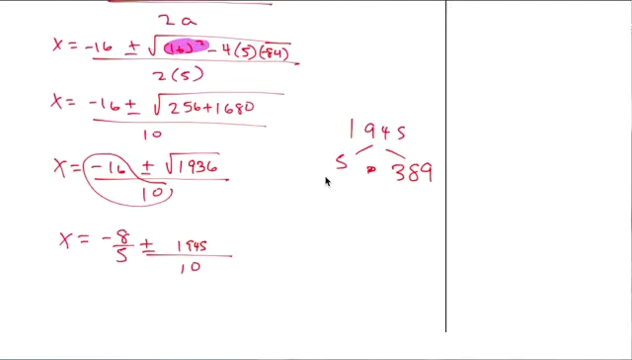 2a
x = -16 ± √(16)² - 4(5)(-84)
2(5)
x = -16 ± √256+1680
10
x = -16 ± √1936
10
x = -8/5 ± 1945
10
1945
5 • 389